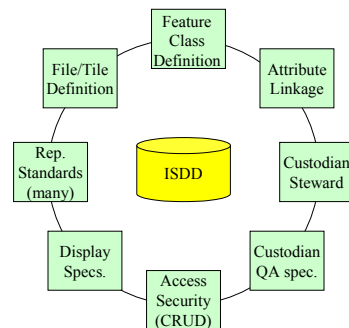 Feature
Class
Definition
File/Tile
Definition
Attribute
Linkage
Rep.
Standards
(many)
ISDD
Custodian
Steward
Display
Specs.
Custodian
QA spec.
Access
Security
(CRUD)